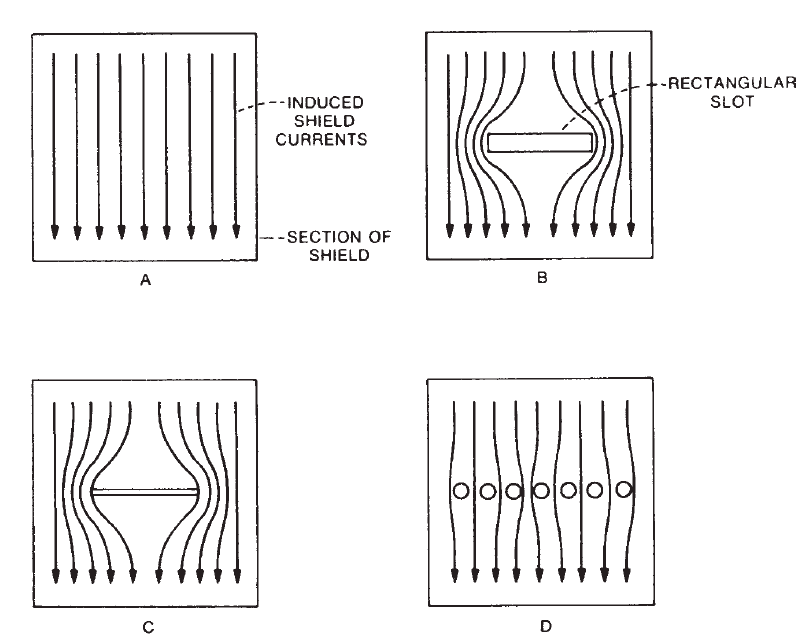 INDUCED
SHIELD
CURRENTS
SECTION OF
SHIELD
A
RECTANGULAR
SLOT
B
C
D